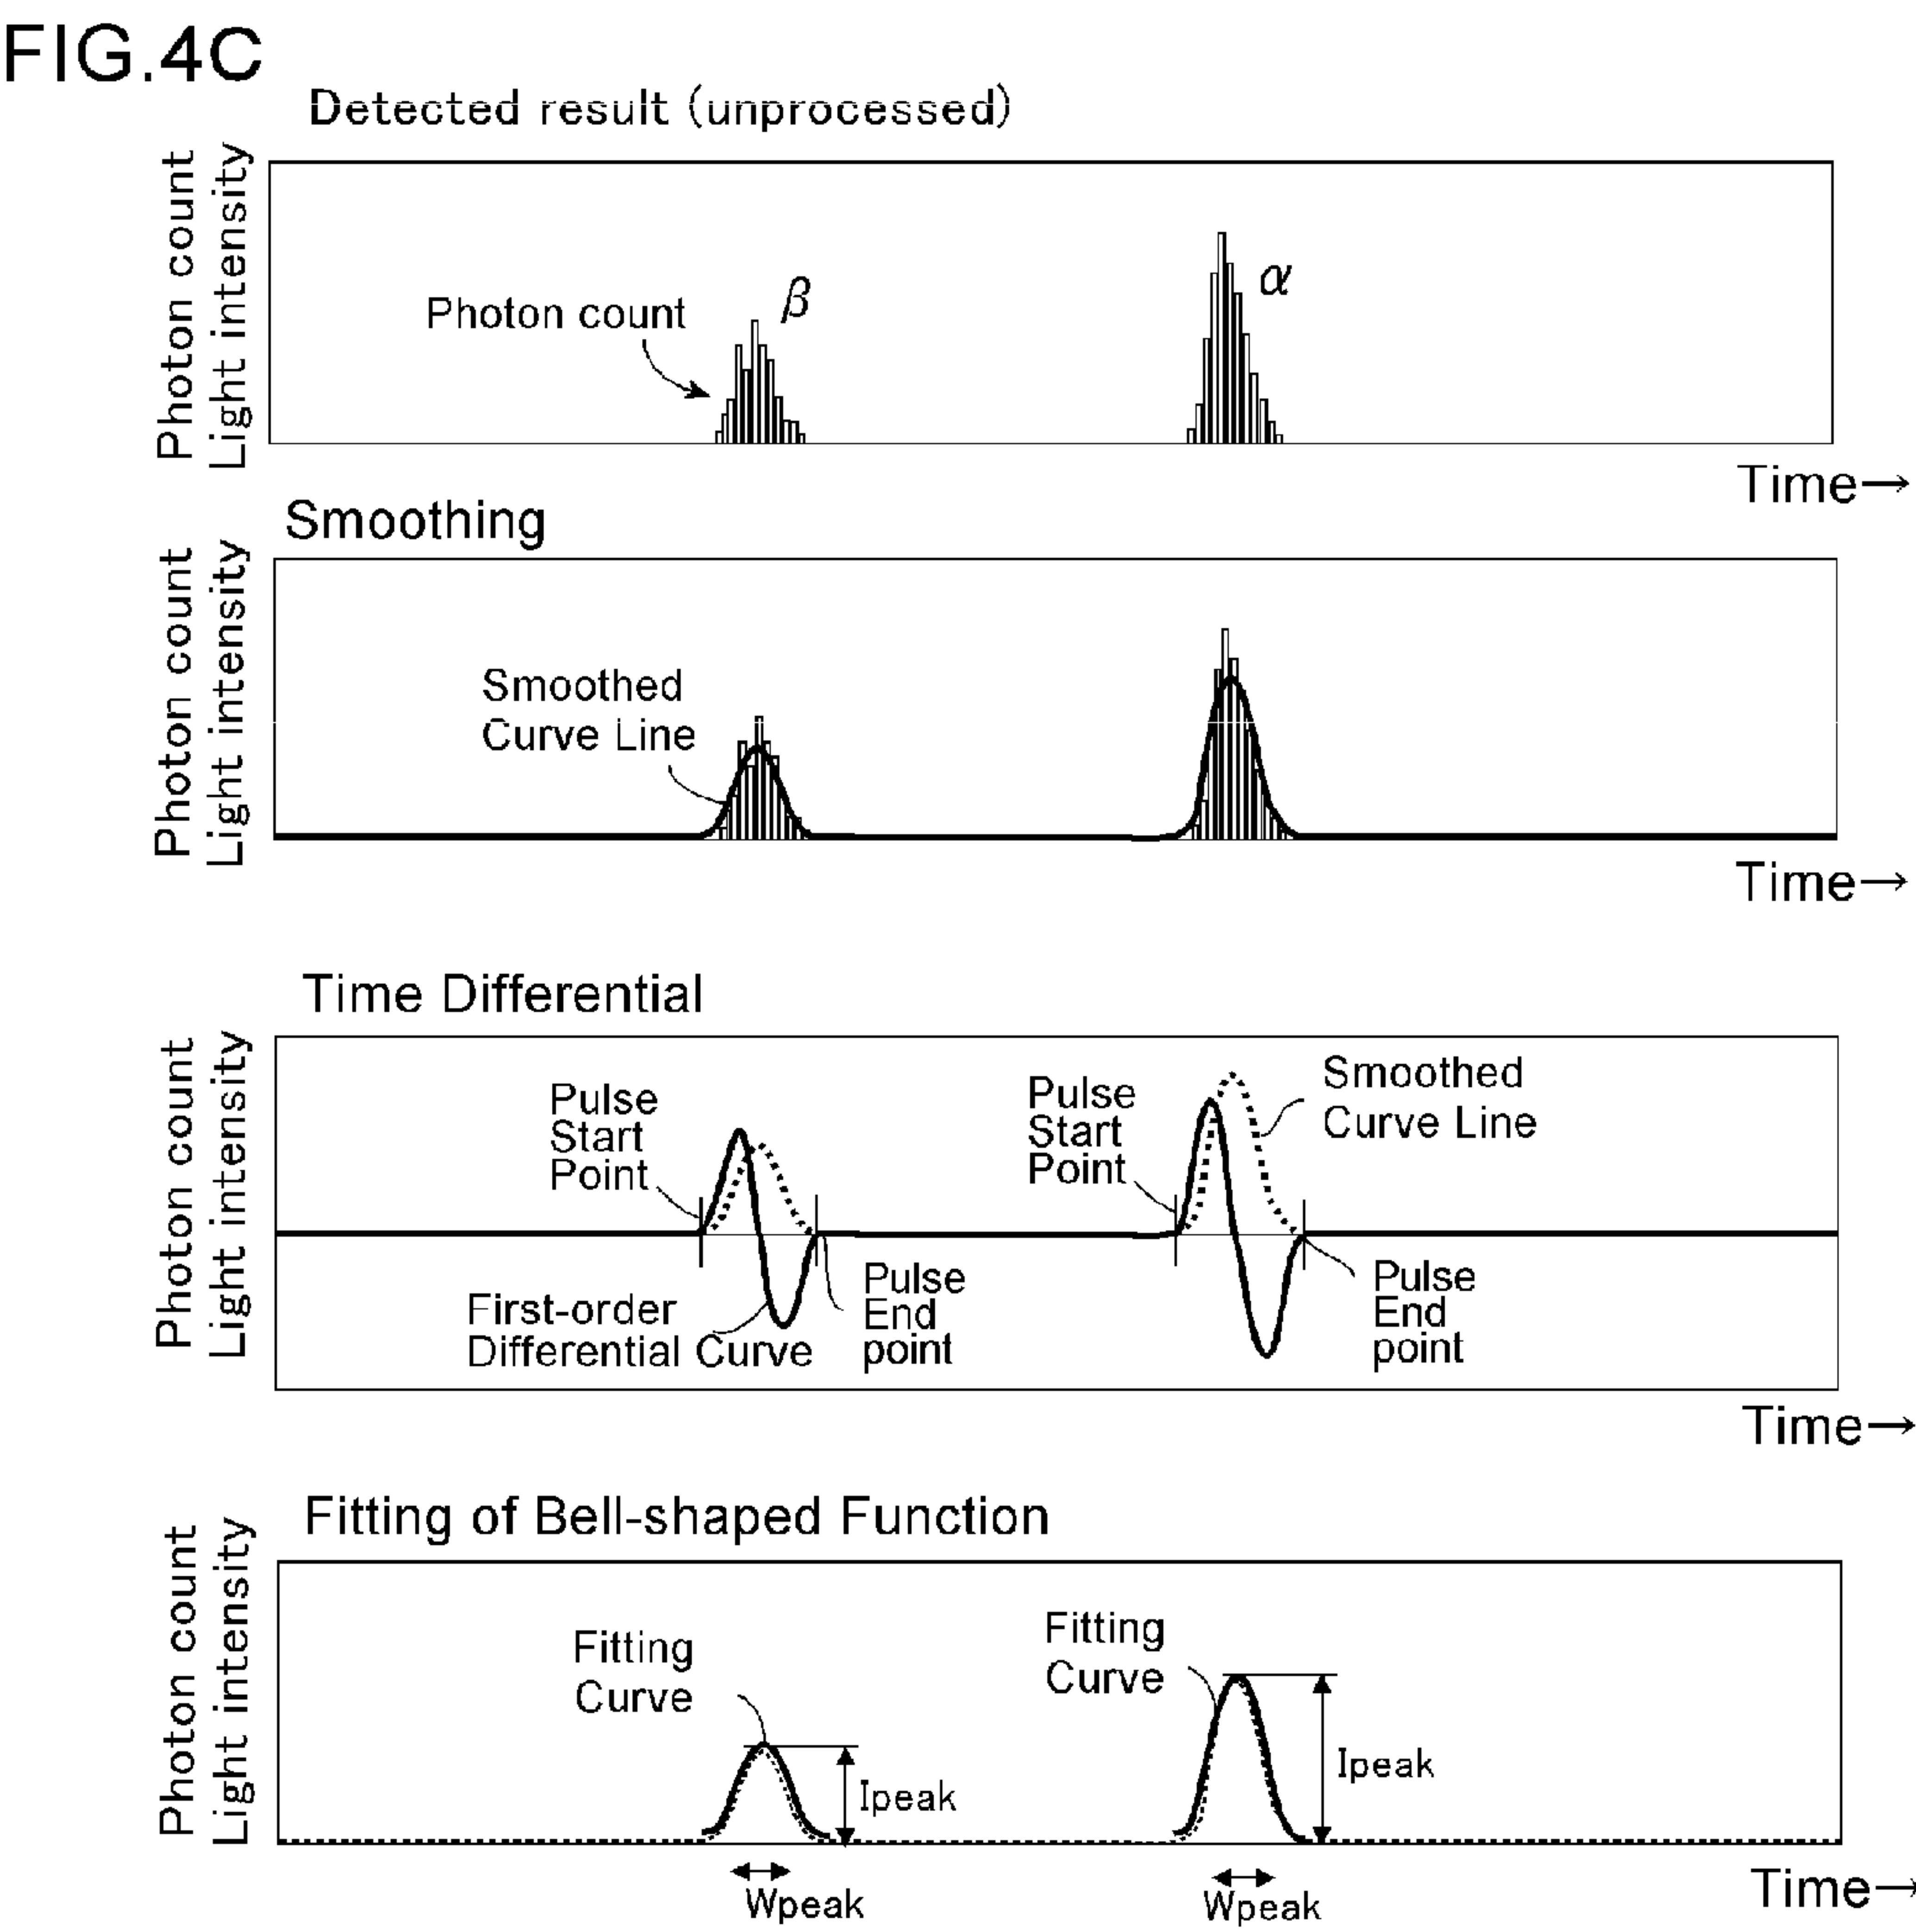 FIG.4C
Detected result (unprocessed)
Photon count
Light intensity
Photon count
β
α
Time→
Smoothing
Photon count
Light intensity
Smoothed
Curve Line
Time→
Time Differential
Photon count
Light intensity
Pulse
Start
Point
Pulse
Start
Point
Smoothed
Curve Line
First-order
Differential Curve
Pulse
End
point
Pulse
End
point
Time→
Fitting of Bell-shaped Function
Photon count
Light intensity
Fitting
Curve
Ipeak
Fitting
Curve
Ipeak
Wpeak
Wpeak
Time→